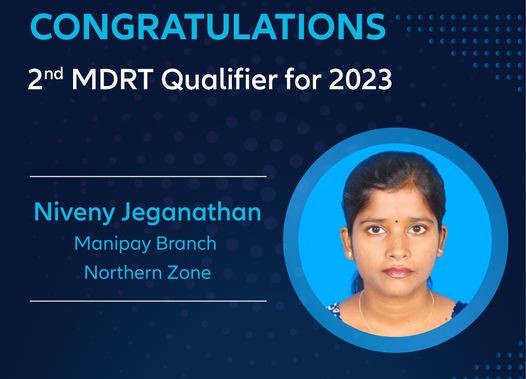 CONGRATULATIONS
2nd MDRT Qualifier for 2023
Niveny Jeganathan
Manipay Branch
Northern Zone